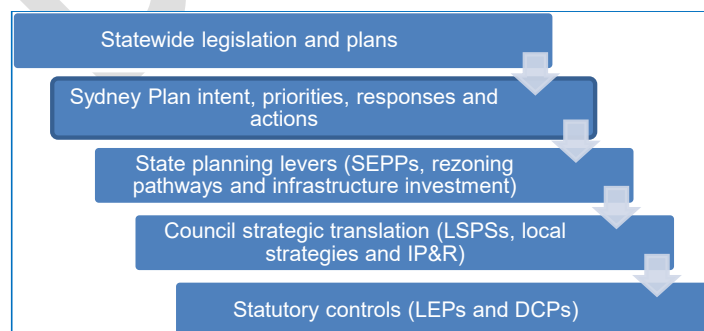 Statewide legislation and plans
Sydney Plan intent, priorities, responses and
actions
State planning levers (SEPPs, rezoning
pathways and infrastructure investment)
Council strategic translation (LSPSs, local
strategies and IP&R)
Statutory controls (LEPs and DCPs)